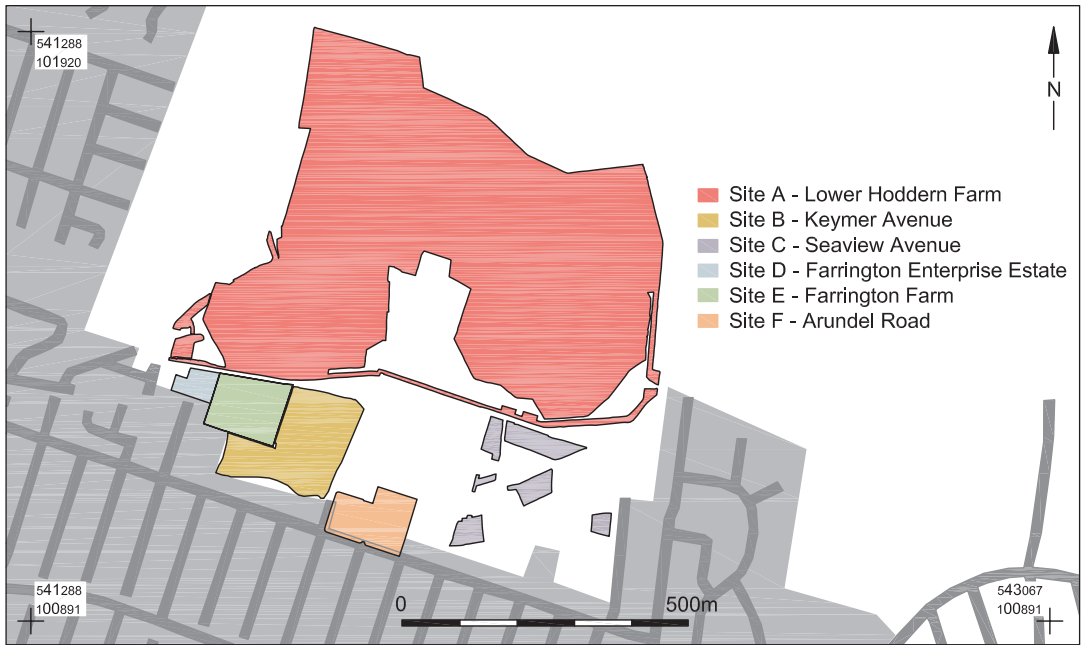 541288
101920
N
Site A - Lower Hoddern Farm
Site B - Keymer Avenue
Site C - Seaview Avenue
Site D - Farrington Enterprise Estate
Site E - Farrington Farm
Site F - Arundel Road
541288
100891
0
500m
543067
100891